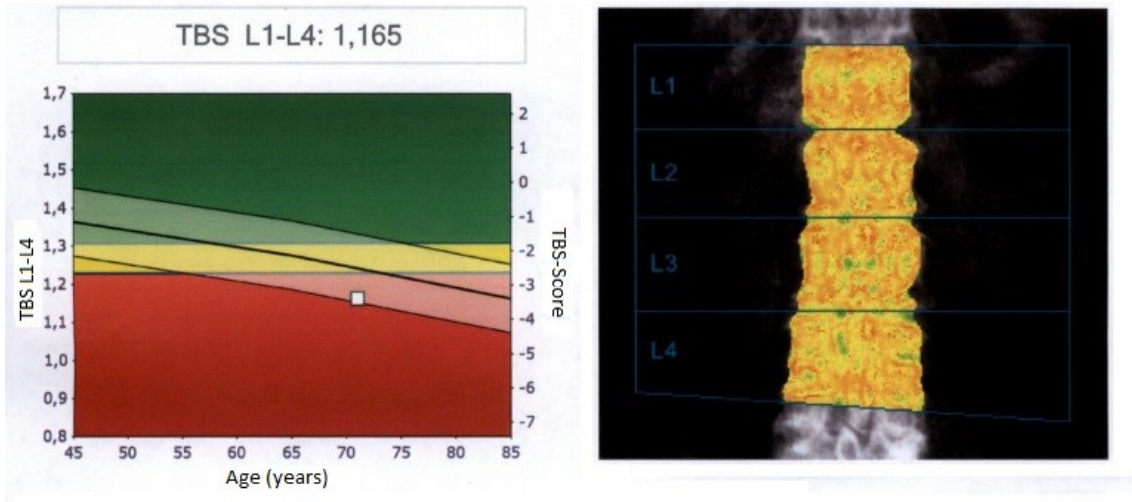 TBS L1-L4: 1,165
1,7
1,6
1,5
1,4
1,3
1,2
1,1
1,0
0,9
0,8
TBS L1-L4
2
1
0
-1
-2
-3
-4
-5
-6
-7
TBS-Score
45 50 55 60 65 70 75 80 85
Age (years)
L1
L2
L3
L4